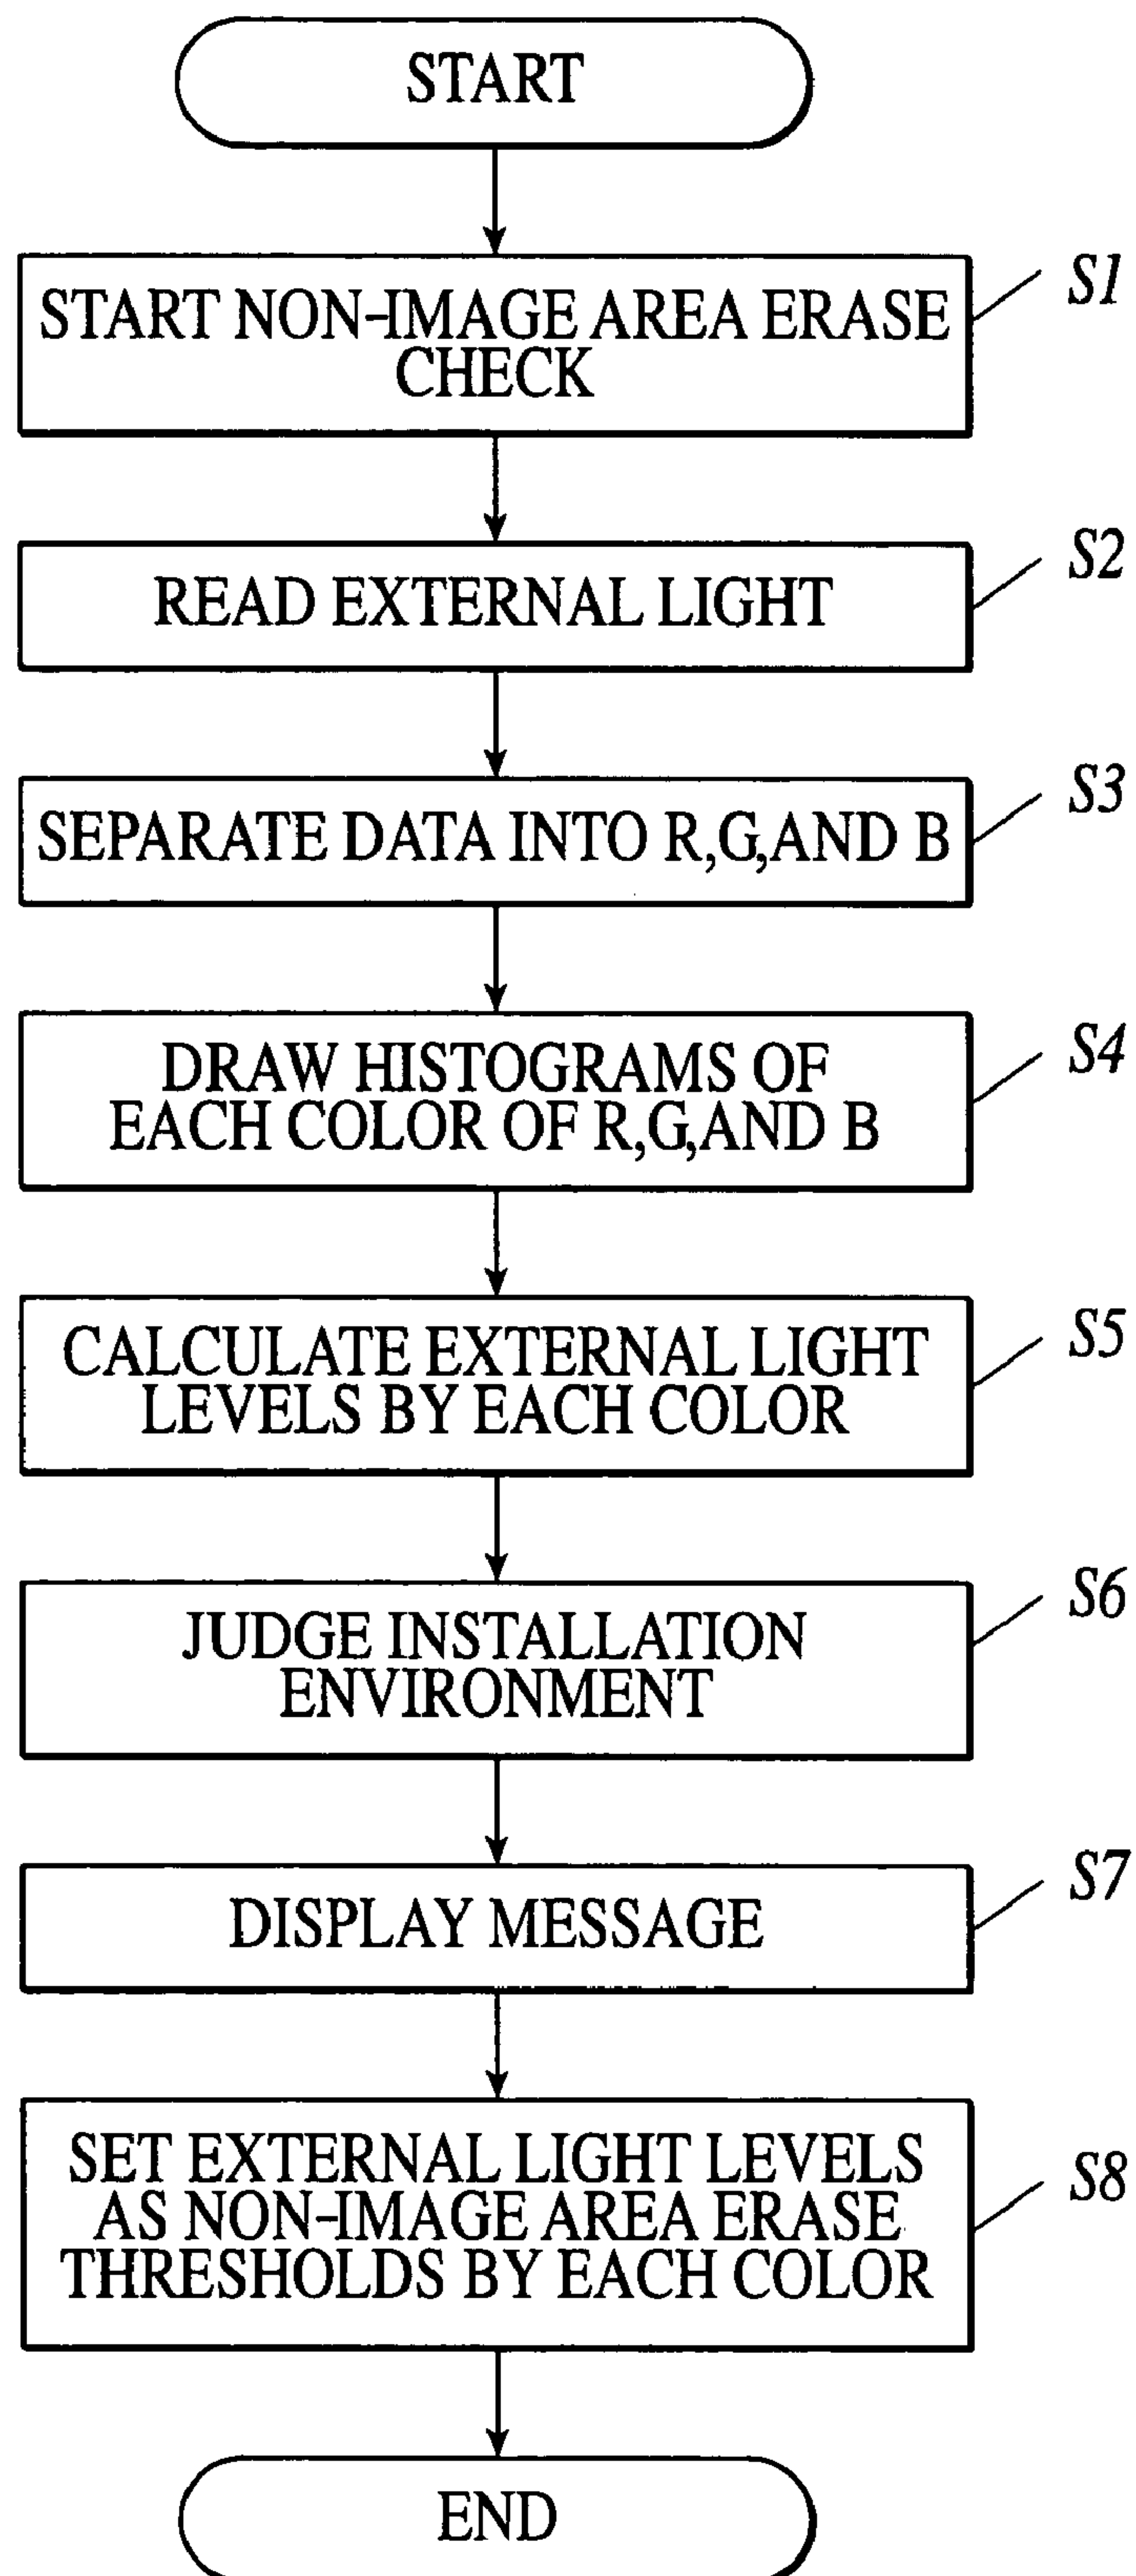 START
START NON-IMAGE AREA ERASE
CHECK
S1
READ EXTERNAL LIGHT
S2
SEPARATE DATA INTO R,G,AND B
S3
DRAW HISTOGRAMS OF
EACH COLOR OF R,G,AND B
S4
CALCULATE EXTERNAL LIGHT
LEVELS BY EACH COLOR
S5
JUDGE INSTALLATION
ENVIRONMENT
S6
DISPLAY MESSAGE
S7
SET EXTERNAL LIGHT LEVELS
AS NON-IMAGE AREA ERASE
THRESHOLDS BY EACH COLOR
S8
END